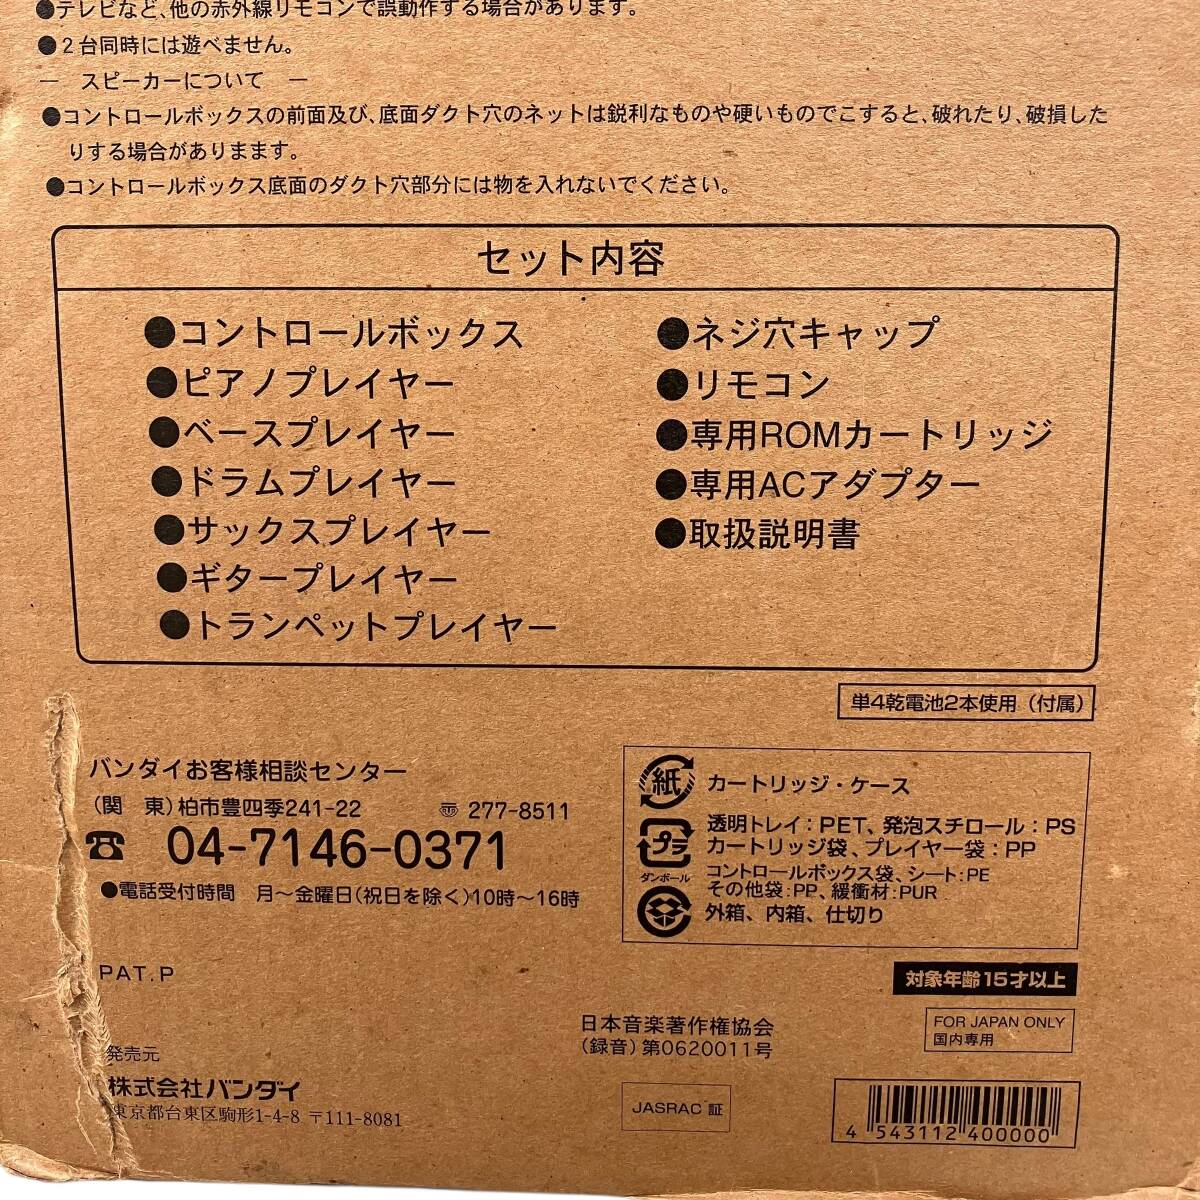 ●テレビなど、他の赤外線リモコンで誤動作する場合があります。
●2台同時には遊べません。
― スピーカーについて ―
●コントロールボックスの前面及び、底面ダクト穴のネットは鋭利なものや硬いものでこすると、破れたり、破損した
りする場合がありまます。
●コントロールボックス底面のダクト穴部分には物を入れないでください。
セット内容
●コントロールボックス
●ピアノプレイヤー
●ベースプレイヤー
●ドラムプレイヤー
●サックスプレイヤー
●ギタープレイヤー
●トランペットプレイヤー
●ネジ穴キャップ
●リモコン
●専用ROMカートリッジ
●専用ACアダプター
●取扱説明書
単4乾電池2本使用（付属）
バンダイお客様相談センター
（関 東）柏市豊四季241-22 〠 277-8511
☎ 04-7146-0371
●電話受付時間 月～金曜日（祝日を除く）10時～16時
紙 カートリッジ・ケース
プラ 透明トレイ：PET、発泡スチロール：PS
カートリッジ袋、プレイヤー袋：PP
コントロールボックス袋、シート：PE
その他袋：PP、緩衝材：PUR
ダンボール
外箱、内箱、仕切り
PAT.P
対象年齢15才以上
日本音楽著作権協会
（録音）第0620011号
FOR JAPAN ONLY
国内専用
発売元
株式会社バンダイ
東京都台東区駒形1-4-8 〒111-8081
JASRAC 証
4 543112 400000